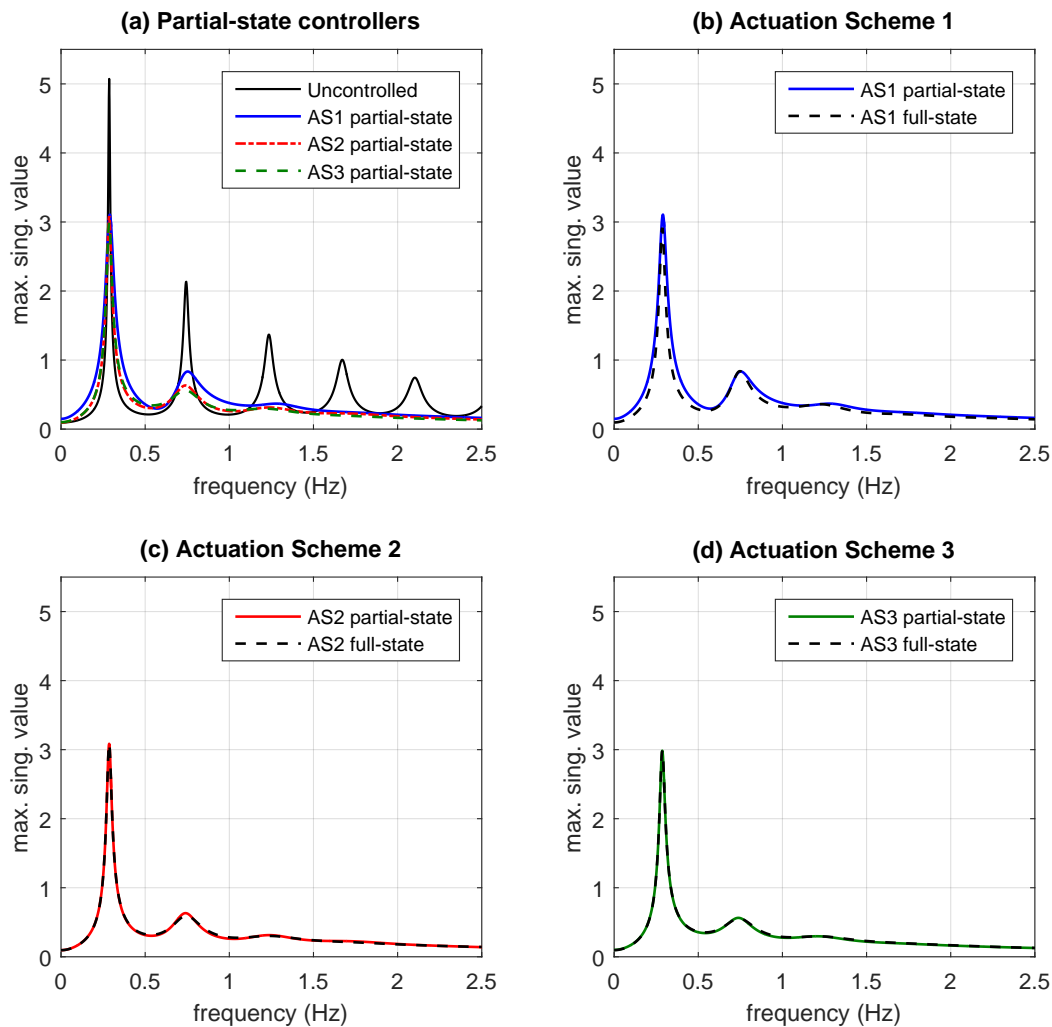 (a) Partial-state controllers
max. sing. value
5
4
3
2
1
0
Uncontrolled
AS1 partial-state
AS2 partial-state
AS3 partial-state
0 0.5 1 1.5 2 2.5
frequency (Hz)
(b) Actuation Scheme 1
max. sing. value
5
4
3
2
1
0
AS1 partial-state
AS1 full-state
0 0.5 1 1.5 2 2.5
frequency (Hz)
(c) Actuation Scheme 2
max. sing. value
5
4
3
2
1
0
AS2 partial-state
AS2 full-state
0 0.5 1 1.5 2 2.5
frequency (Hz)
(d) Actuation Scheme 3
max. sing. value
5
4
3
2
1
0
AS3 partial-state
AS3 full-state
0 0.5 1 1.5 2 2.5
frequency (Hz)